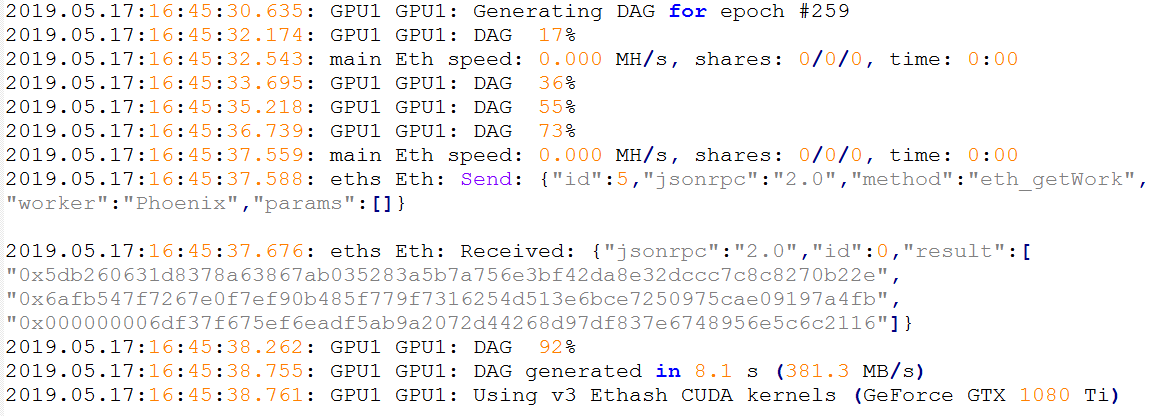 2019.05.17:16:45:30.635: GPU1 GPU1: Generating DAG for epoch #259
2019.05.17:16:45:32.174: GPU1 GPU1: DAG  17%
2019.05.17:16:45:32.543: main Eth speed: 0.000 MH/s, shares: 0/0/0, time: 0:00
2019.05.17:16:45:33.695: GPU1 GPU1: DAG  36%
2019.05.17:16:45:35.218: GPU1 GPU1: DAG  55%
2019.05.17:16:45:36.739: GPU1 GPU1: DAG  73%
2019.05.17:16:45:37.559: main Eth speed: 0.000 MH/s, shares: 0/0/0, time: 0:00
2019.05.17:16:45:37.588: eths Eth: Send: {"id":5,"jsonrpc":"2.0","method":"eth_getWork",
"worker":"Phoenix","params":[]}
2019.05.17:16:45:37.676: eths Eth: Received: {"jsonrpc":"2.0","id":0,"result":[
"0x5db260631d8378a63867ab035283a5b7a756e3bf42da8e32dccc7c8c8270b22e",
"0x6afb547f7267e0f7ef90b485f779f7316254d513e6bce7250975cae09197a4fb",
"0x000000006df37f675ef6eadf5ab9a2072d44268d97df837e6748956e5c6c2116"]}
2019.05.17:16:45:38.262: GPU1 GPU1: DAG  92%
2019.05.17:16:45:38.755: GPU1 GPU1: DAG generated in 8.1 s (381.3 MB/s)
2019.05.17:16:45:38.761: GPU1 GPU1: Using v3 Ethash CUDA kernels (GeForce GTX 1080 Ti)